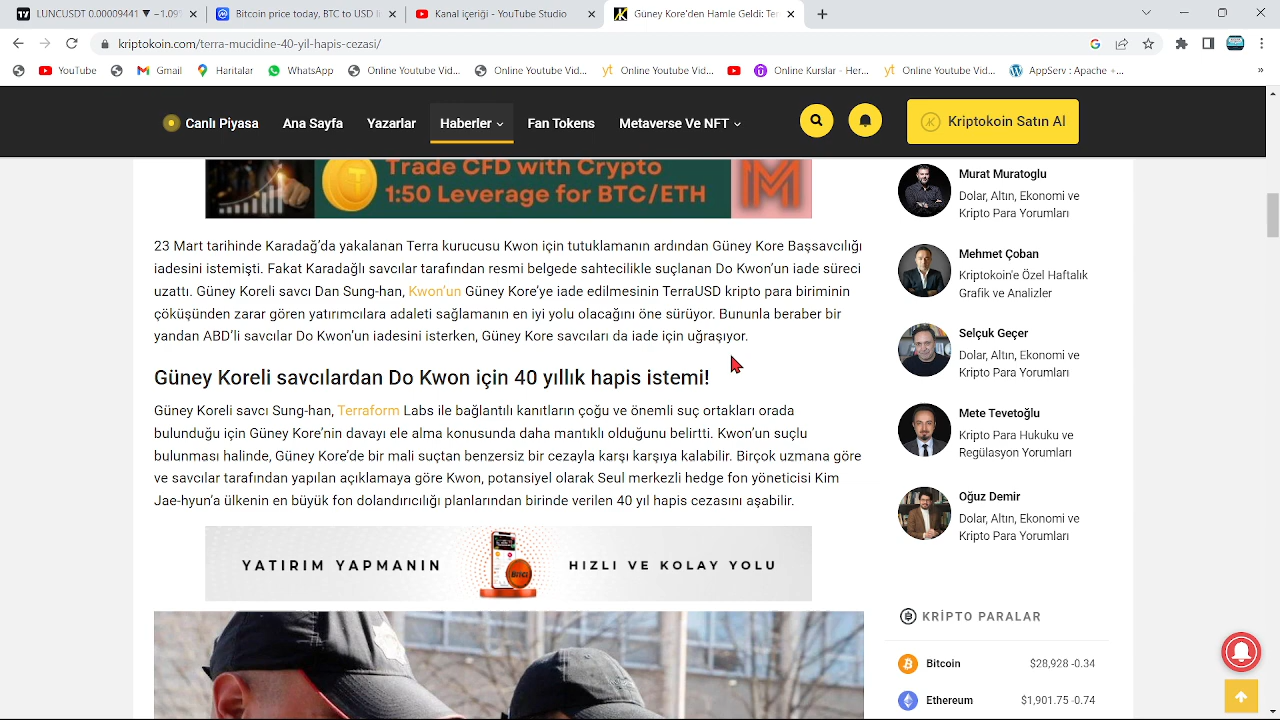 LUNCUSDT 0.00009441 ▼ −1.09
Bitcoin price today, BTC to USD li
Kanal içeriği - YouTube Studio
Güney Kore'den Hamle Geldi: Ter
kriptokoin.com/terra-mucidine-40-yil-hapis-cezasi/
YouTube
Gmail
Haritalar
WhatsApp
Online Youtube Vid...
Online Youtube Vid...
Online Youtube Vid...
Online Kurslar - Her...
Online Youtube Vid...
AppServ : Apache +...
»
Canlı Piyasa
Ana Sayfa
Yazarlar
Haberler
Fan Tokens
Metaverse Ve NFT
Kriptokoin Satın Al
Trade CFD with Crypto
1:50 Leverage for BTC/ETH
23 Mart tarihinde Karadağ’da yakalanan Terra kurucusu Kwon için tutuklamanın ardından Güney Kore Başsavcılığı
iadesini istemişti. Fakat Karadağlı savcılar tarafından resmi belgede sahtecilikle suçlanan Do Kwon’un iade süreci
uzattı. Güney Koreli savcı Dan Sung-han, Kwon’un Güney Kore’ye iade edilmesinin TerraUSD kripto para biriminin
çöküşünden zarar gören yatırımcılara adaleti sağlamanın en iyi yolu olacağını öne sürüyor. Bununla beraber bir
yandan ABD’li savcılar Do Kwon’un iadesini isterken, Güney Kore savcıları da iade için uğraşıyor.
Güney Koreli savcılardan Do Kwon için 40 yıllık hapis istemi!
Güney Koreli savcı Sung-han, Terraform Labs ile bağlantılı kanıtların çoğu ve önemli suç ortakları orada
bulunduğu için Güney Kore’nin davayı ele alma konusunda daha mantıklı olduğunu belirtti. Kwon’un suçlu
bulunması halinde, Güney Kore’de bir mali suçtan benzersiz bir cezayla karşı karşıya kalabilir. Birçok uzmana göre
ve savcılar tarafından yapılan açıklamaya göre Kwon, potansiyel olarak Seul merkezli hedge fon yöneticisi Kim
Jae-hyun’a ülkenin en büyük fon dolandırıcılığı planlarından birinde verilen 40 yıl hapis cezasını aşabilir.
YATIRIM YAPMANIN
HIZLI VE KOLAY YOLU
Murat Muratoglu
Dolar, Altın, Ekonomi ve
Kripto Para Yorumları
Mehmet Çoban
Kriptokoin'e Özel Haftalık
Grafik ve Analizler
Selçuk Geçer
Dolar, Altın, Ekonomi ve
Kripto Para Yorumları
Mete Tevetoğlu
Kripto Para Hukuku ve
Regülasyon Yorumları
Oğuz Demir
Dolar, Altın, Ekonomi ve
Kripto Para Yorumları
KRİPTO PARALAR
Bitcoin
-0.34
Ethereum
$1,901.75 -0.74